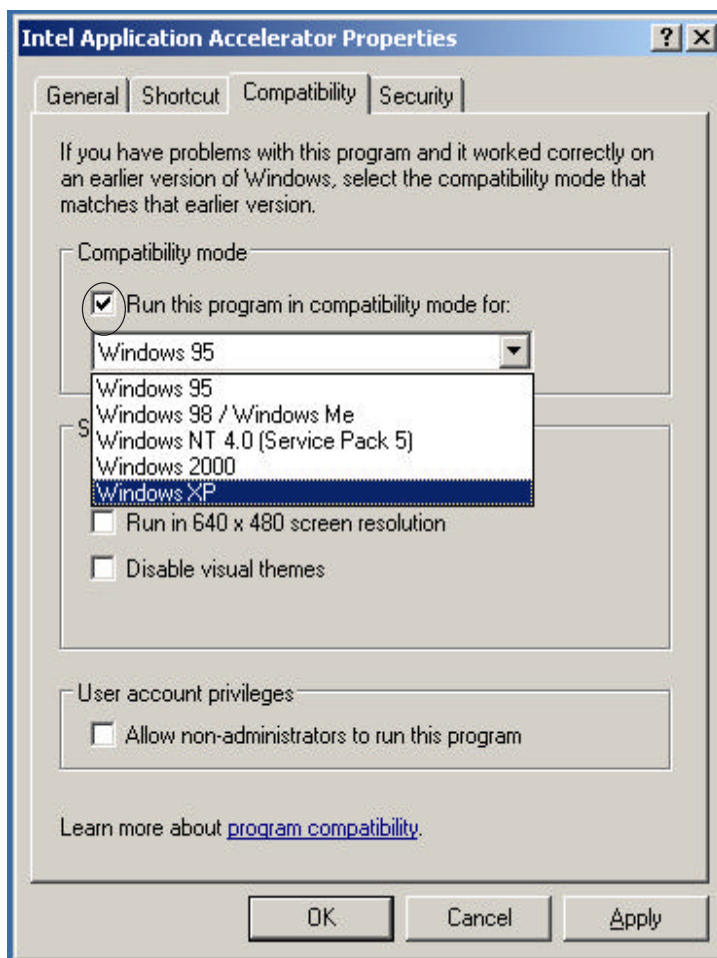 Intel Application Accelerator Properties
General
Shortcut
Compatibility
Security
If you have problems with this program and it worked correctly on
an earlier version of Windows, select the compatibility mode that
matches that earlier version.
Compatibility mode
Run this program in compatibility mode for:
Windows 95
Windows 95
Windows 98 / Windows Me
Windows NT 4.0 (Service Pack 5)
Windows 2000
Windows XP
Run in 640 x 480 screen resolution
Disable visual themes
User account privileges
Allow non-administrators to run this program
Learn more about program compatibility.
OK
Cancel
Apply